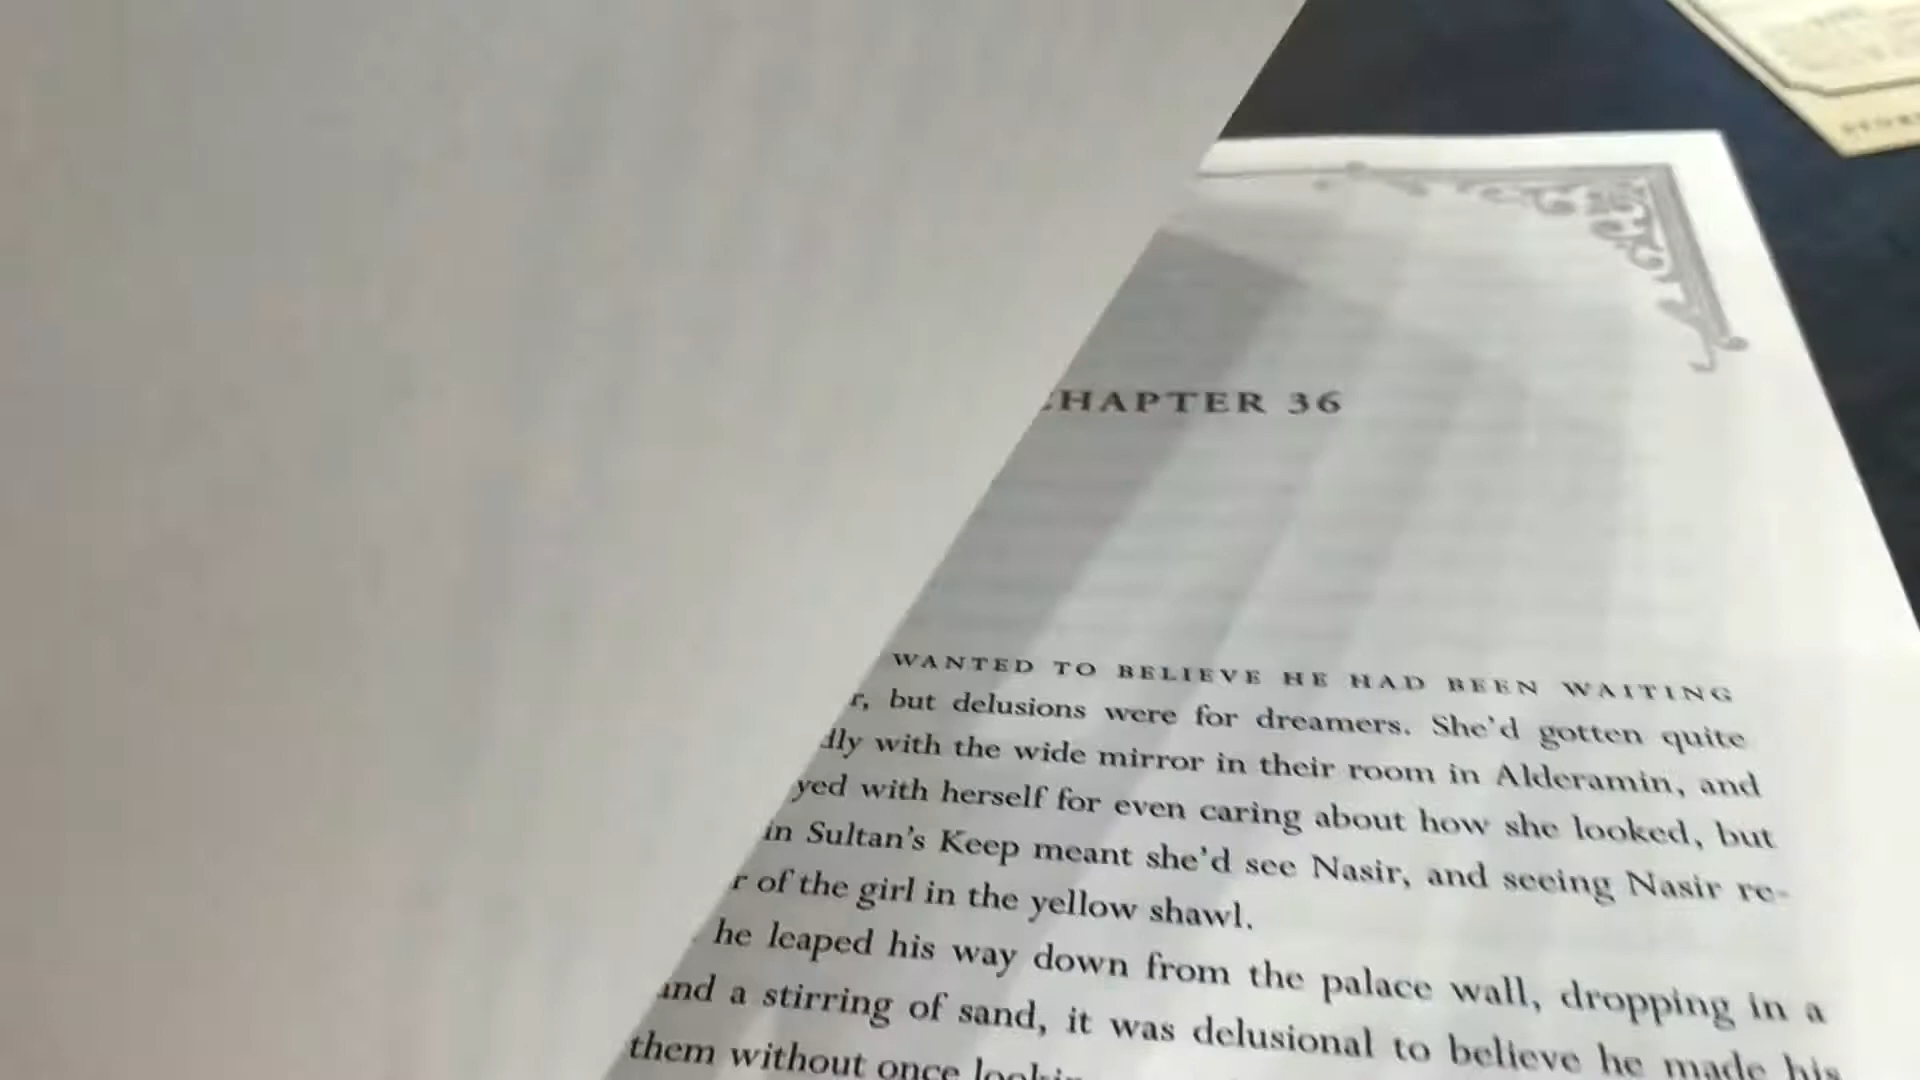 CHAPTER 36
WANTED TO BELIEVE HE HAD BEEN WAITING
r, but delusions were for dreamers. She'd gotten quite
dly with the wide mirror in their room in Alderamin, and
yed with herself for even caring about how she looked, but
in Sultan's Keep meant she'd see Nasir, and seeing Nasir re-
r of the girl in the yellow shawl.
he leaped his way down from the palace wall, dropping in a
and a stirring of sand, it was delusional to believe he made his
them without once